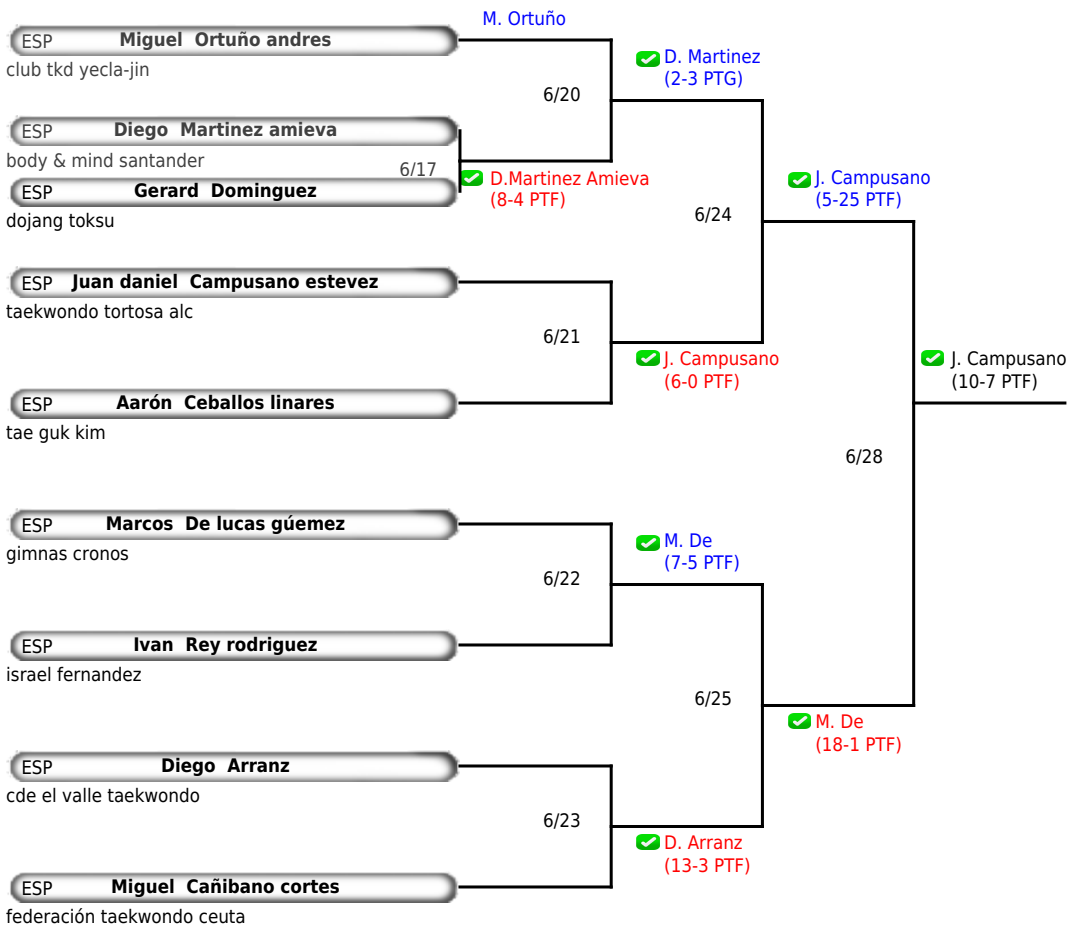 M. Ortuño
ESP Miguel Ortuño andres
club tkd yecla-jin
D. Martinez
(2-3 PTG)
6/20
ESP Diego Martinez amieva
body & mind santander
6/17
D.Martinez Amieva
(8-4 PTF)
ESP Gerard Dominguez
dojang toksu
J. Campusano
(5-25 PTF)
6/24
ESP Juan daniel Campusano estevez
taekwondo tortosa alc
6/21
J. Campusano
(6-0 PTF)
J. Campusano
(10-7 PTF)
ESP Aarón Ceballos linares
tae guk kim
6/28
ESP Marcos De lucas gúemez
gimnas cronos
M. De
(7-5 PTF)
6/22
ESP Ivan Rey rodriguez
israel fernandez
6/25
M. De
(18-1 PTF)
ESP Diego Arranz
cde el valle taekwondo
6/23
D. Arranz
(13-3 PTF)
ESP Miguel Cañibano cortes
federación taekwondo ceuta